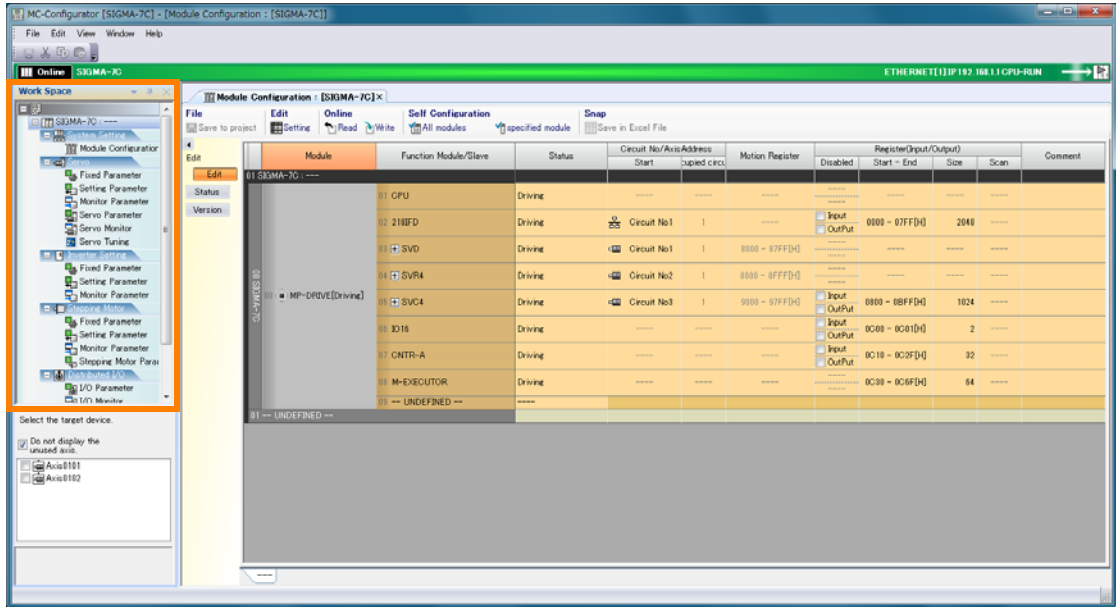 MC-Configurator [SIGMA-7C] - [Module Configuration : [SIGMA-7C]]
File Edit View Window Help
Online SIGMA-7C ETHERNET[1] IP192.168.1.1 CPU-RUN
Work Space
SIGMA-7C : ----
System Setting
Module Configuration
Servo
Fixed Parameter
Setting Parameter
Monitor Parameter
Servo Parameter
Servo Monitor
Servo Tuning
Inverter Setting
Fixed Parameter
Setting Parameter
Monitor Parameter
Stepping Motor
Fixed Parameter
Setting Parameter
Monitor Parameter
Stepping Motor Para
Distributed I/O
I/O Parameter
I/O Monitor
Select the target device.
Do not display the
unused axis.
Axis0101
Axis0102
Module Configuration : [SIGMA-7C] ×
File Edit Online Self Configuration Snap
Save to project Setting Read Write All modules specified module Save in Excel File
Edit
Edit
Status
Version
Module Function Module/Slave Status Circuit No/AxisAddress Motion Register Register(Input/Output) Comment
Start cupied circu Disabled Start - End Size Scan
01 SIGMA-7C : ----
00 SIGMA-7C
MP-DRIVE[Driving]
01 CPU Driving ---- ---- ---- ---- ---- ---- ----
02 218IFD Driving Circuit No1 1 ---- Input OutPut 0000 - 07FF[H] 2048 ----
03 SVD Driving Circuit No1 1 8000 - 87FF[H] ---- ---- ---- ----
04 SVR4 Driving Circuit No2 1 8800 - 8FFF[H] ---- ---- ---- ----
05 SVC4 Driving Circuit No3 1 9000 - 97FF[H] Input OutPut 0800 - 0BFF[H] 1024 ----
06 IO16 Driving ---- ---- ---- Input OutPut 0C00 - 0C01[H] 2 ----
07 CNTR-A Driving ---- ---- ---- Input OutPut 0C10 - 0C2F[H] 32 ----
08 M-EXECUTOR Driving ---- ---- ---- ---- 0C30 - 0C6F[H] 64 ----
09 -- UNDEFINED -- ----
01 -- UNDEFINED --
----